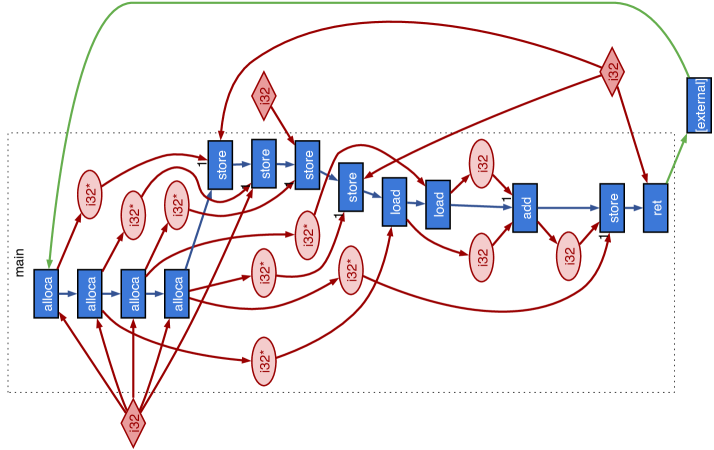 main
alloca
alloca
i32*
i32
alloca
i32*
alloca
i32*
1
store
1
i32*
i32*
store
i32
1
i32*
store
1
i32*
store
load
load
i32
i32
1
add
i32
1
store
i32
ret
[external]